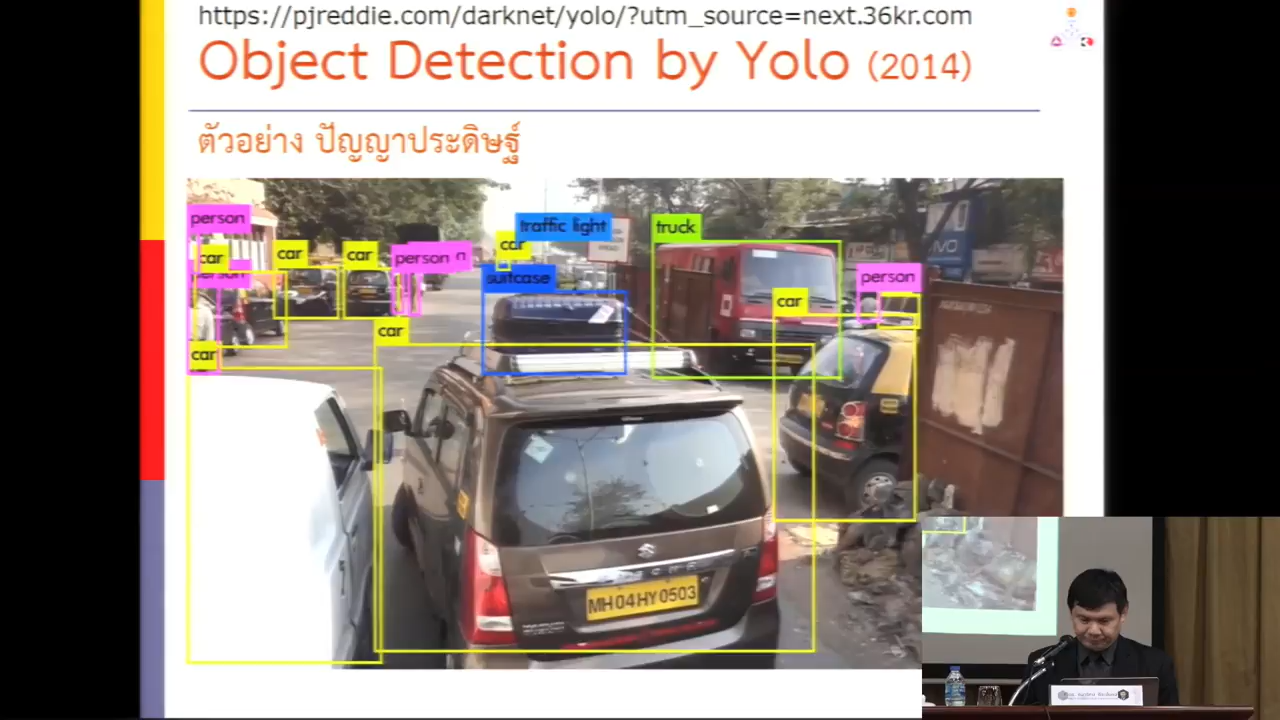 https://pjreddie.com/darknet/yolo/?utm_source=next.36kr.com
Object Detection by Yolo (2014)
ตัวอย่าง ปัญญาประดิษฐ์
person
traffic light
truck
car
car
car
car
person
n
person
suitcase
person
car
car
car
MH04HY0503